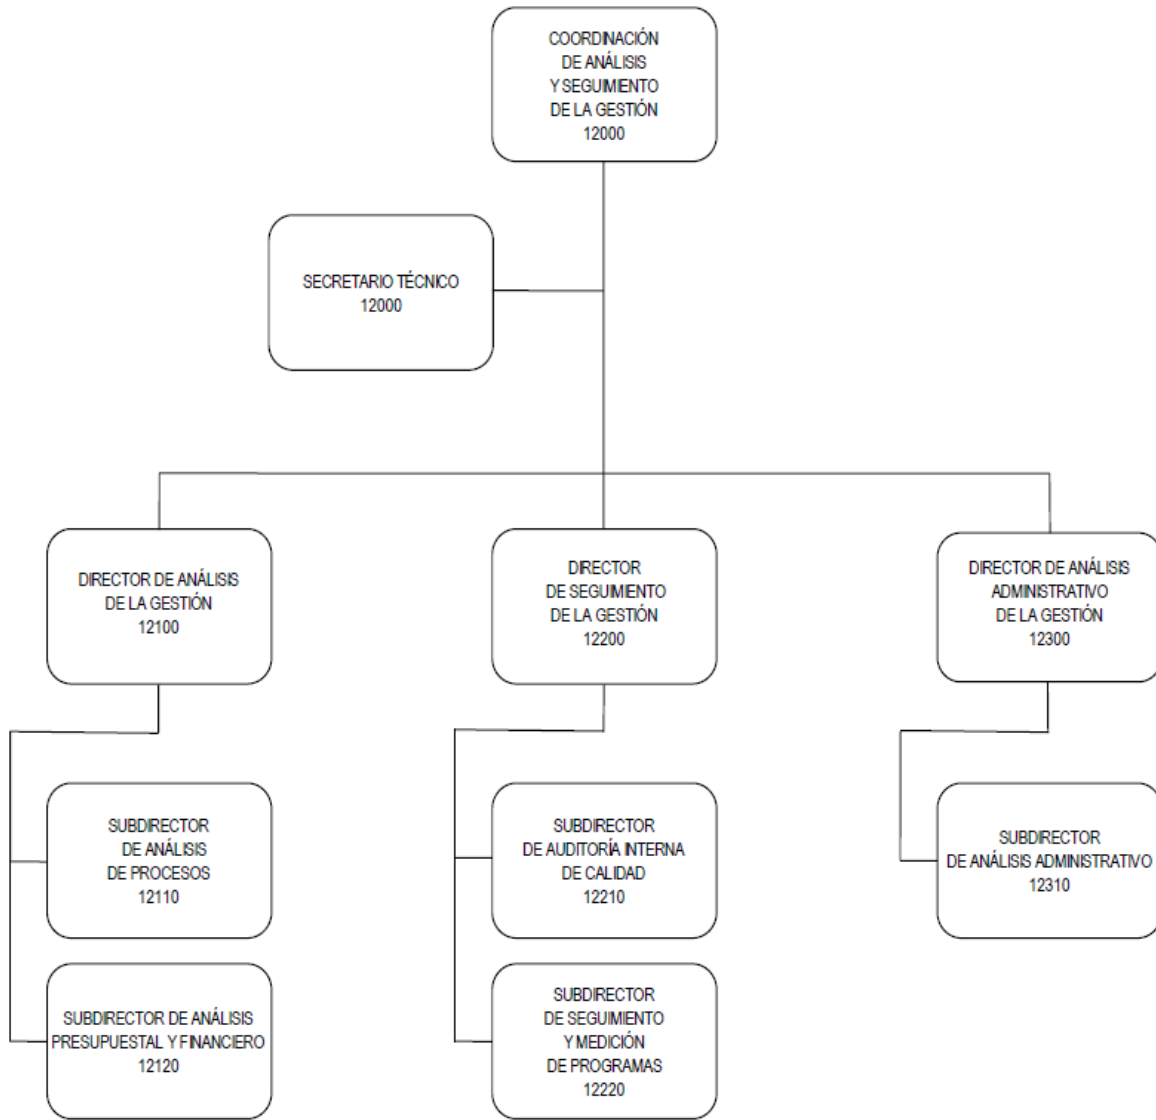 COORDINACIÓN
DE ANÁLISIS
Y SEGUIMIENTO
DE LA GESTIÓN
12000
SECRETARIO TÉCNICO
12000
DIRECTOR DE ANÁLISIS
DE LA GESTIÓN
12100
DIRECTOR
DE SEGUIMIENTO
DE LA GESTIÓN
12200
DIRECTOR DE ANÁLISIS
ADMINISTRATIVO
DE LA GESTIÓN
12300
SUBDIRECTOR
DE ANÁLISIS
DE PROCESOS
12110
SUBDIRECTOR
DE AUDITORÍA INTERNA
DE CALIDAD
12210
SUBDIRECTOR
DE ANÁLISIS ADMINISTRATIVO
12310
SUBDIRECTOR DE ANÁLISIS
PRESUPUESTAL Y FINANCIERO
12120
SUBDIRECTOR
DE SEGUIMIENTO
Y MEDICIÓN
DE PROGRAMAS
12220